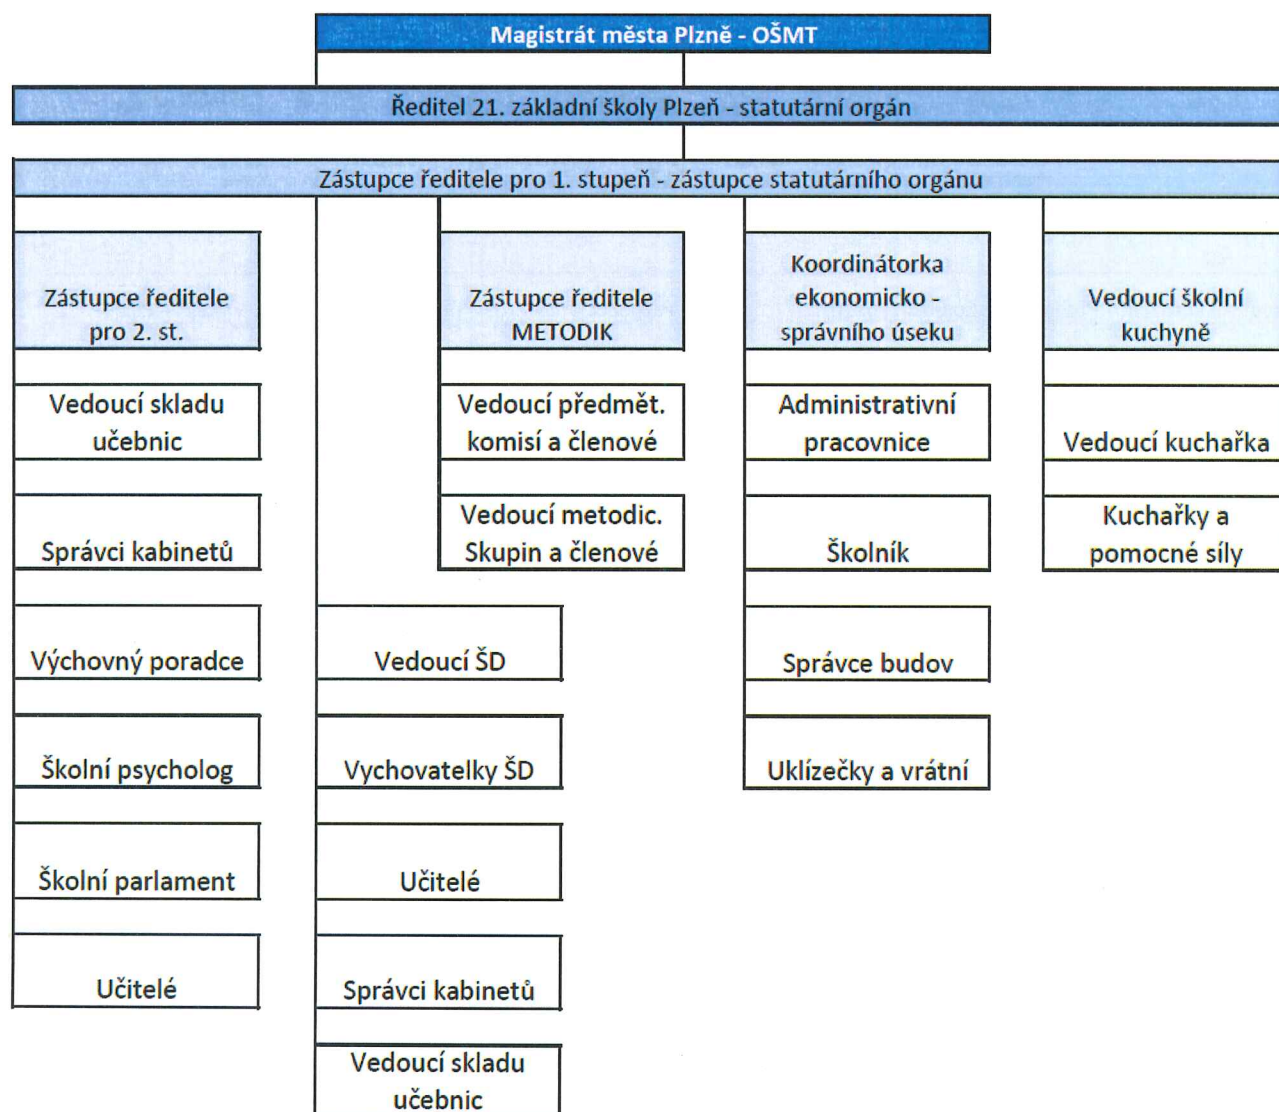 Magistrát města Plzně - OŠMT
Ředitel 21. základní školy Plzeň - statutární orgán
Zástupce ředitele pro 1. stupeň - zástupce statutárního orgánu
Zástupce ředitele
pro 2. st.
Vedoucí skladu
učebnic
Správci kabinetů
Výchovný poradce
Školní psycholog
Školní parlament
Učitelé
Vedoucí ŠD
Vychovatelky ŠD
Učitelé
Správci kabinetů
Vedoucí skladu
učebnic
Zástupce ředitele
METODIK
Vedoucí předmět.
komisí a členové
Vedoucí metodic.
Skupin a členové
Koordinátorka
ekonomicko -
správního úseku
Administrativní
pracovnice
Školník
Správce budov
Uklízečky a vrátní
Vedoucí školní
kuchyně
Vedoucí kuchařka
Kuchařky a
pomocné síly